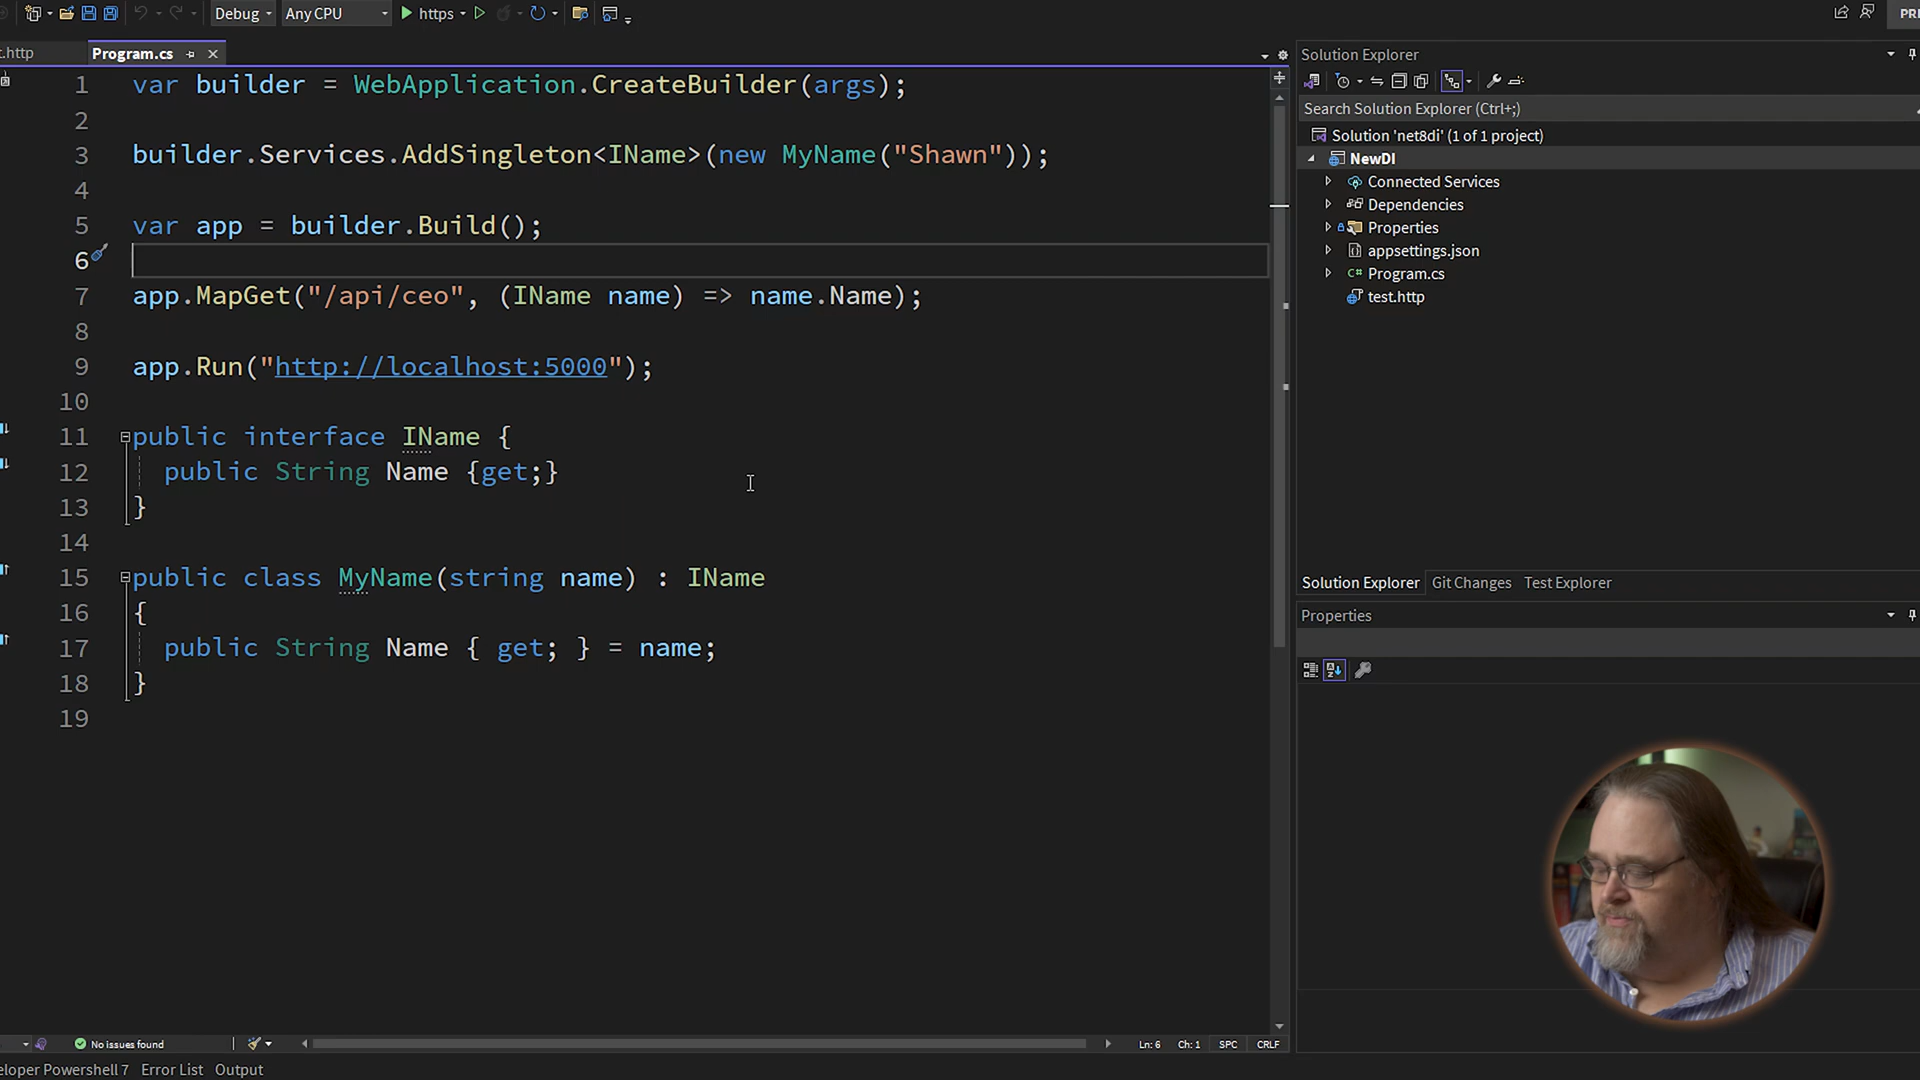 Debug
Any CPU
https
PRE
t.http
Program.cs
1 var builder = WebApplication.CreateBuilder(args);
2
3 builder.Services.AddSingleton<IName>(new MyName("Shawn"));
4
5 var app = builder.Build();
6
7 app.MapGet("/api/ceo", (IName name) => name.Name);
8
9 app.Run("http://localhost:5000");
10
11 public interface IName {
12 public String Name {get;}
13 }
14
15 public class MyName(string name) : IName
16 {
17 public String Name { get; } = name;
18 }
19
Solution Explorer
Search Solution Explorer (Ctrl+;)
Solution 'net8di' (1 of 1 project)
NewDI
Connected Services
Dependencies
Properties
appsettings.json
C# Program.cs
test.http
Solution Explorer Git Changes Test Explorer
Properties
No issues found
Ln: 6 Ch: 1 SPC CRLF
eloper Powershell 7 Error List Output